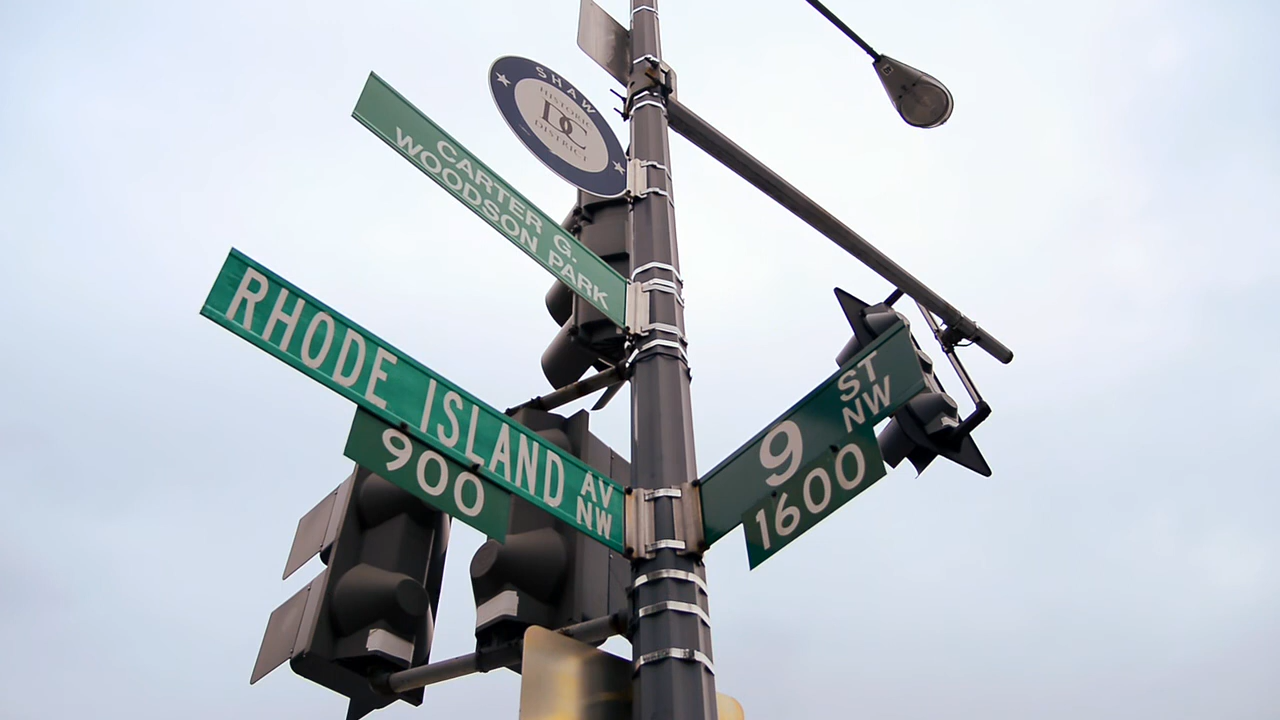 SHAW
HISTORIC
DC
DISTRICT
CARTER G.
WOODSON PARK
RHODE ISLAND AV NW
900
9 ST NW
1600